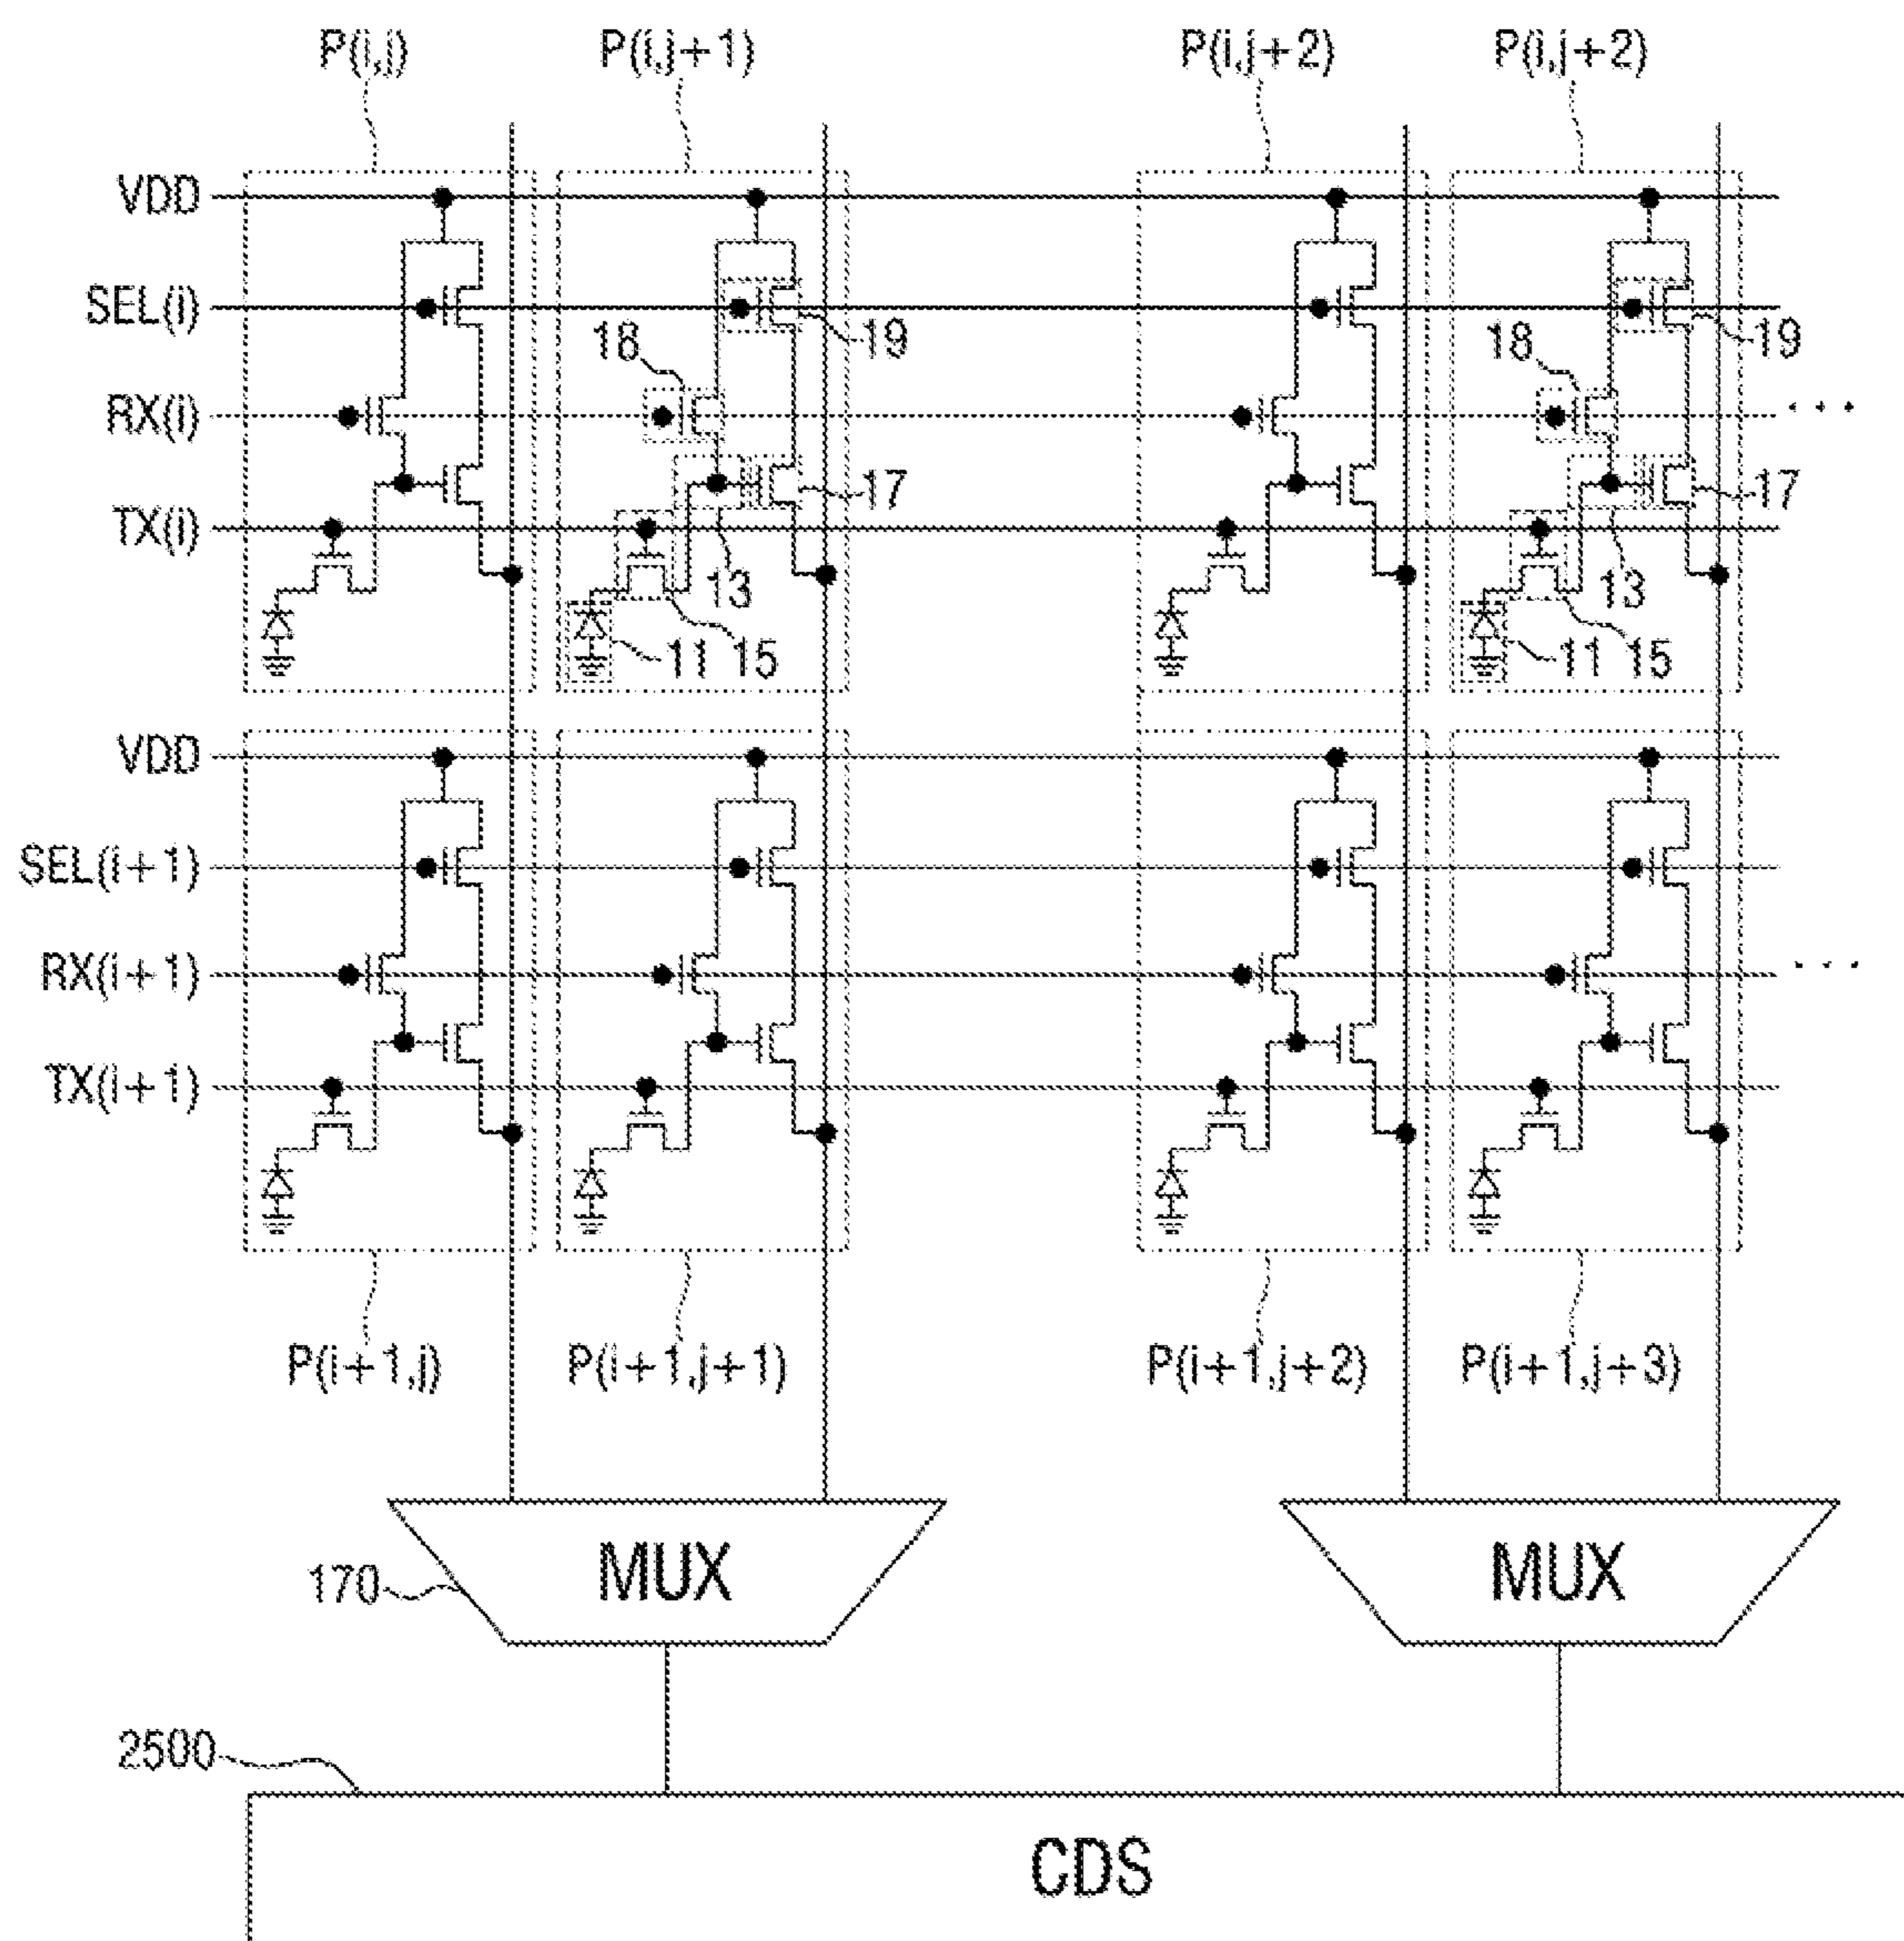 P(i,j) P(i,j+1) P(i,j+2) P(i,j+2)
VDD
SEL(i)
19 19
18 18
RX(i) ...
17 17
TX(i)
13 13
11 15 11 15
VDD
SEL(i+1)
RX(i+1) ...
TX(i+1)
P(i+1,j) P(i+1,j+1) P(i+1,j+2) P(i+1,j+3)
170 MUX MUX
2500
CDS